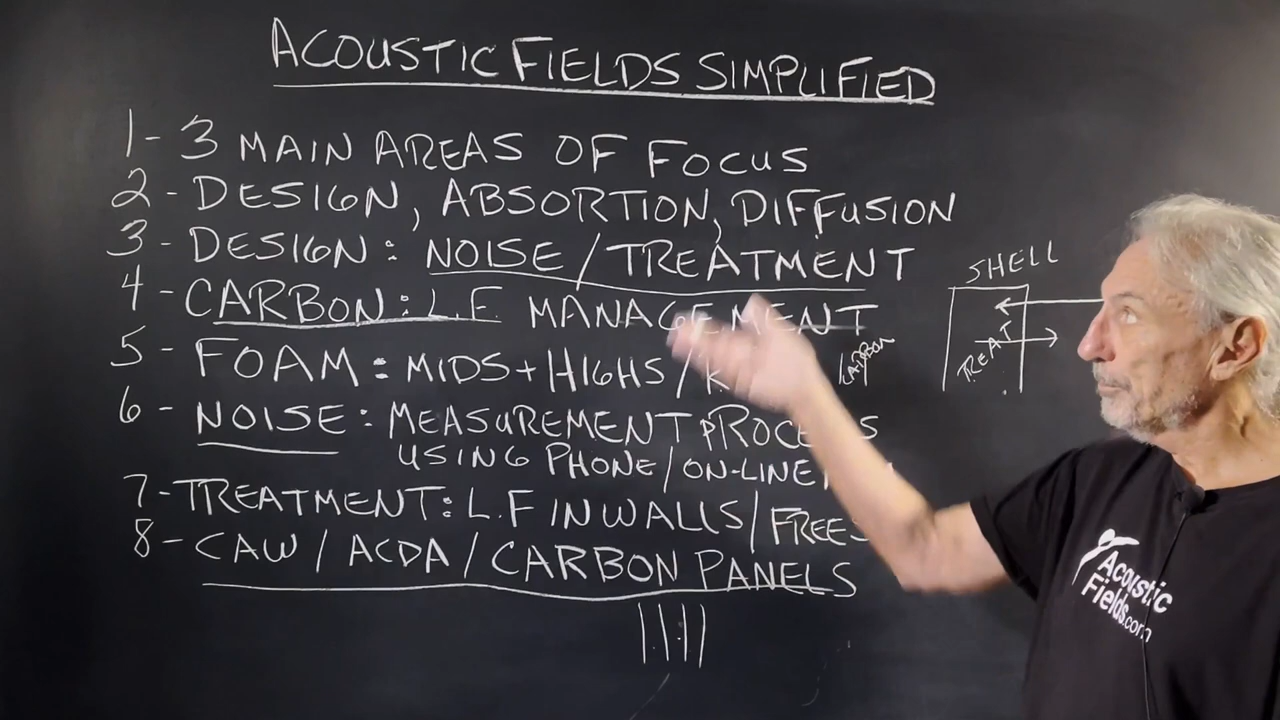 ACOUSTIC FIELDS SIMPLIFIED
1- 3 MAIN AREAS OF FOCUS
2 - DESIGN, ABSORTION, DIFFUSION
3 - DESIGN: NOISE/TREATMENT
4 - CARBON: L.F. MANAGEMENT
5 - FOAM: MIDS+HIGHS/
6 - NOISE: MEASUREMENT PROCESS
USING PHONE/ON-LINE
7-TREATMENT: L.F IN WALLS/
8- CAW / ACDA / CARBON PANELS
SHELL
TREAT
CARBON
Acoustic
Fields.com